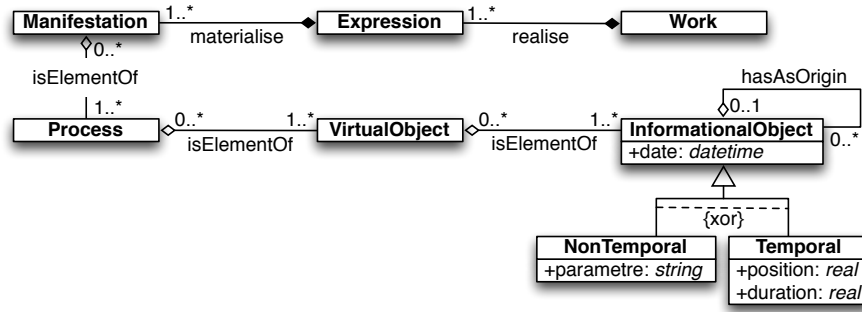 Manifestation 1..* materialise Expression 1..* realise Work
0..*
isElementOf
hasAsOrigin
0..1
1..*
Process 0..* isElementOf 1..* VirtualObject 0..* isElementOf 1..* InformationalObject 0..*
+date: datetime
{xor}
NonTemporal
+parametre: string
Temporal
+position: real
+duration: real